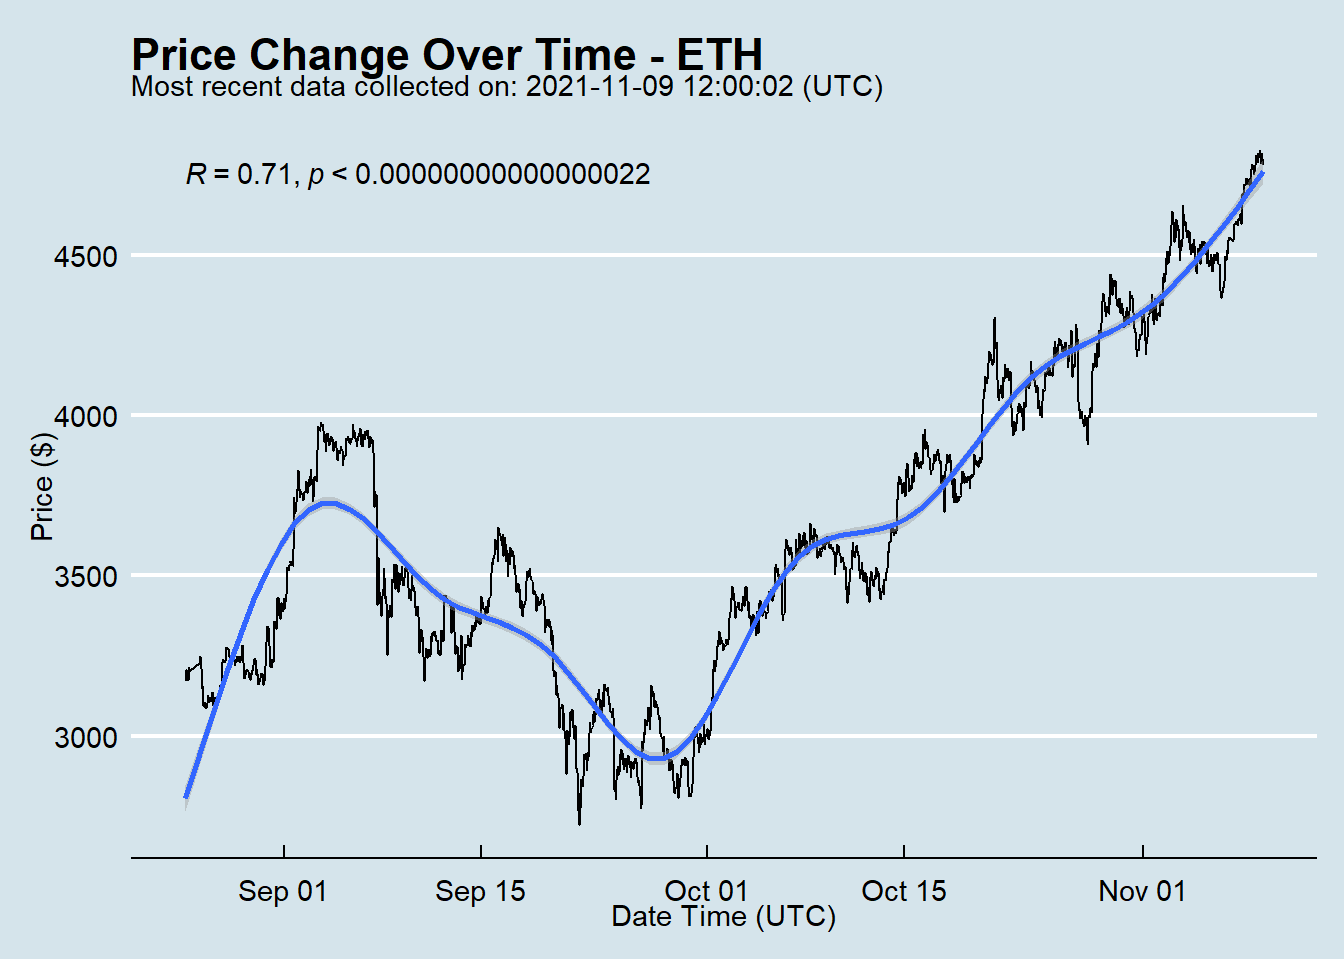 Price Change Over Time - ETH
Most recent data collected on: 2021-11-09 12:00:02 (UTC)
R = 0.71, p < 0.00000000000000022
4500
4000
3500
3000
Price ($)
Sep 01 Sep 15 Oct 01 Oct 15 Nov 01
Date Time (UTC)